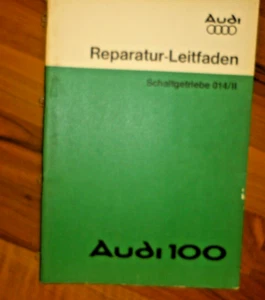 Audi
Reparatur-Leitfaden
Schaltgetriebe 014/II
Audi 100